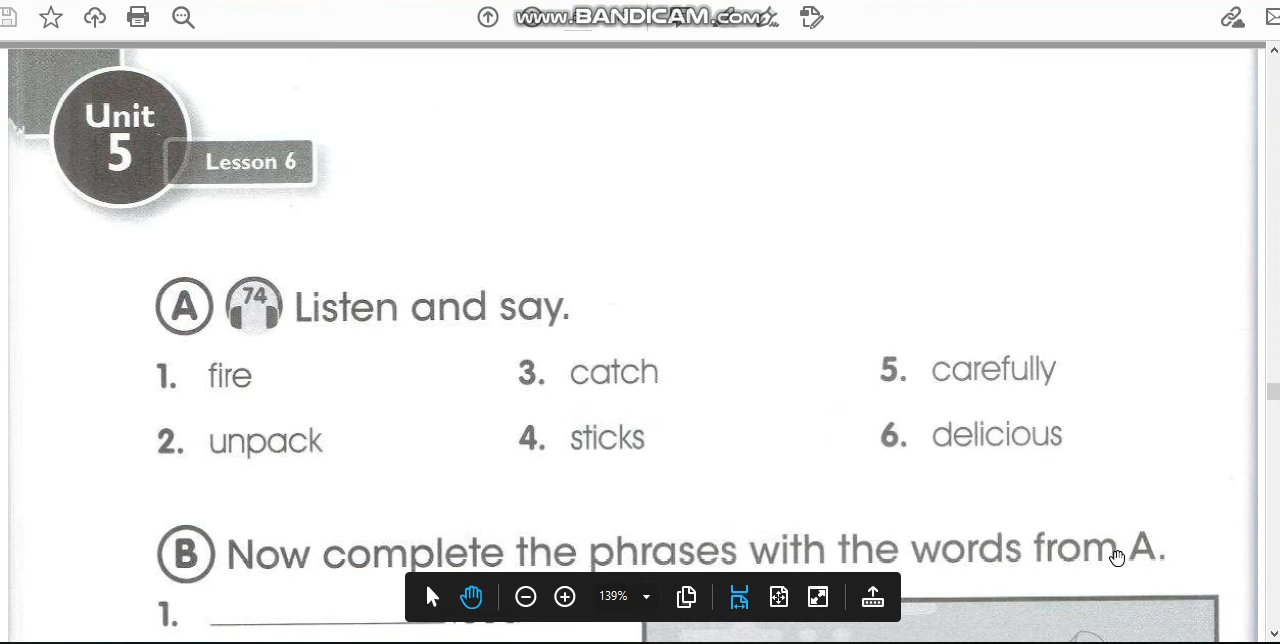 www.BANDICAM.com
Unit
5
Lesson 6
A 74 Listen and say.
1. fire 3. catch 5. carefully
2. unpack 4. sticks 6. delicious
B Now complete the phrases with the words from A.
139%
1.